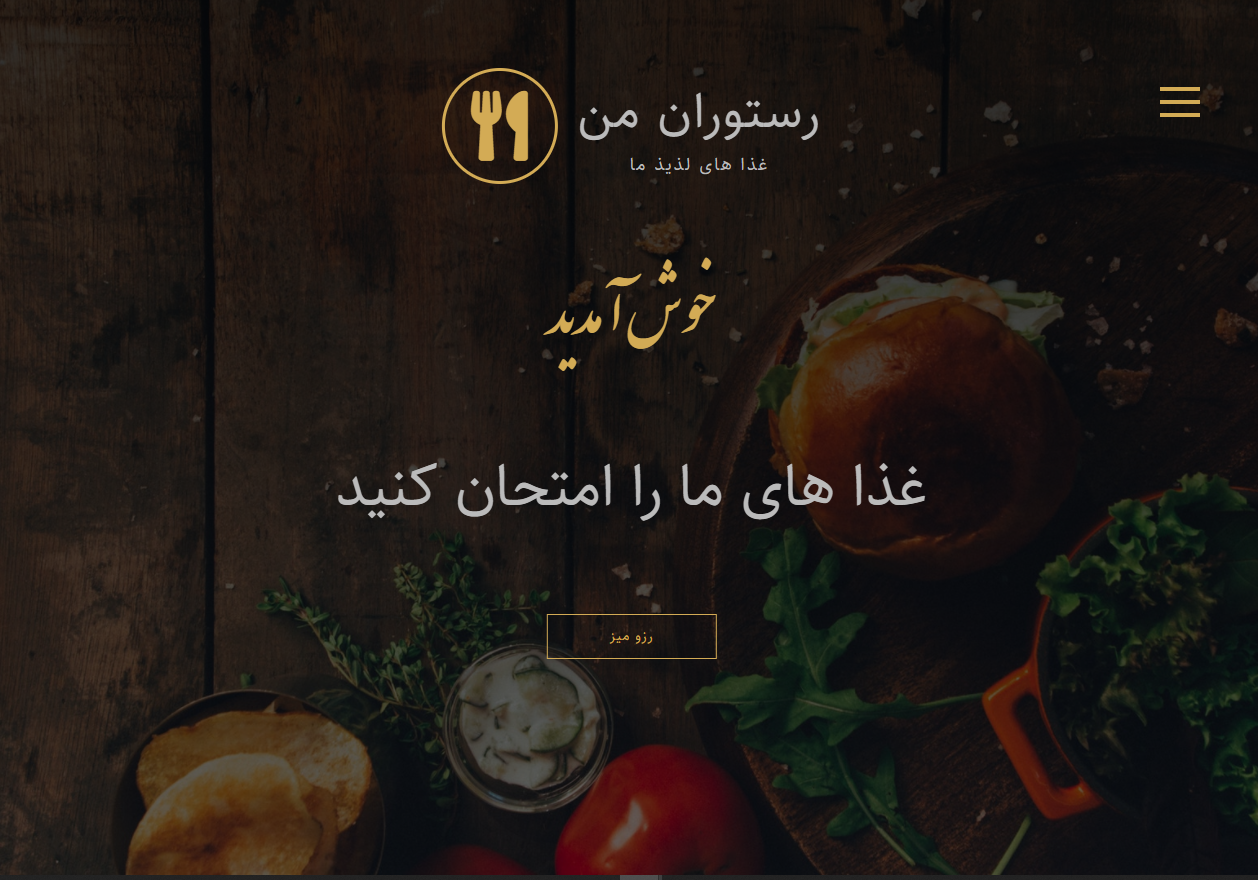 رستوران من
غذا های لذیذ ما
خوش آمدید
غذا های ما را امتحان کنید
رزو میز